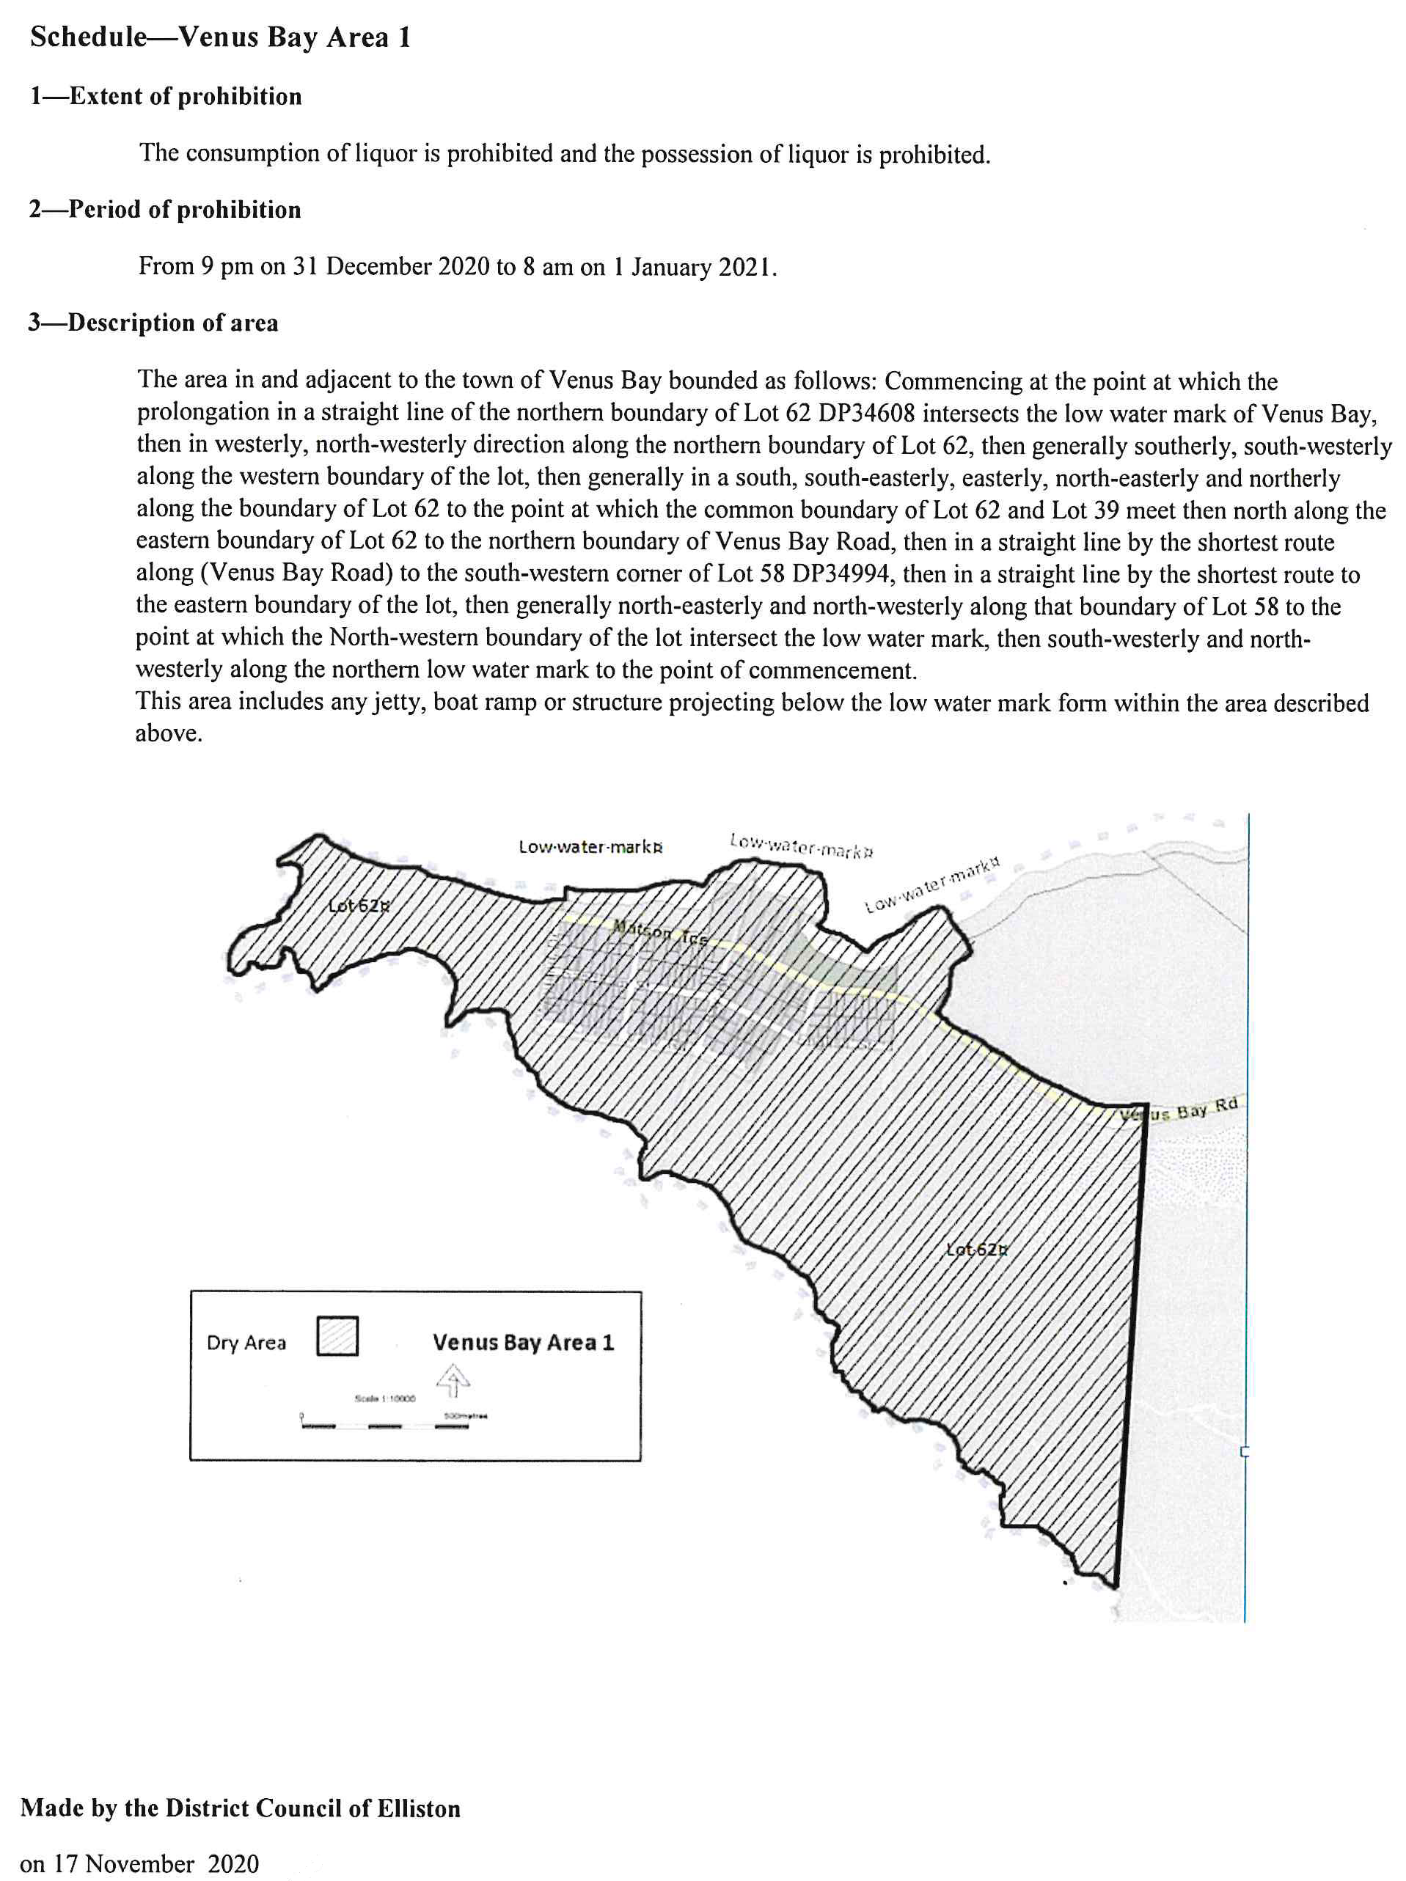 Schedule—Venus Bay Area 1
1—Extent of prohibition
The consumption of liquor is prohibited and the possession of liquor is prohibited.
2—Period of prohibition
From 9 pm on 31 December 2020 to 8 am on 1 January 2021.
3—Description of area
The area in and adjacent to the town of Venus Bay bounded as follows: Commencing at the point at which the
prolongation in a straight line of the northern boundary of Lot 62 DP34608 intersects the low water mark of Venus Bay,
then in westerly, north-westerly direction along the northern boundary of Lot 62, then generally southerly, south-westerly
along the western boundary of the lot, then generally in a south, south-easterly, easterly, north-easterly and northerly
along the boundary of Lot 62 to the point at which the common boundary of Lot 62 and Lot 39 meet then north along the
eastern boundary of Lot 62 to the northern boundary of Venus Bay Road, then in a straight line by the shortest route
along (Venus Bay Road) to the south-western corner of Lot 58 DP34994, then in a straight line by the shortest route to
the eastern boundary of the lot, then generally north-easterly and north-westerly along that boundary of Lot 58 to the
point at which the North-western boundary of the lot intersect the low water mark, then south-westerly and north-
westerly along the northern low water mark to the point of commencement.
This area includes any jetty, boat ramp or structure projecting below the low water mark form within the area described
above.
Low·water·mark¤
Low·water·mark¤
Low·water·mark¤
Lot·62¤
Matson Tce
Venus Bay Rd
Lot·62¤
Dry Area
Venus Bay Area 1
Scale 1:10000
0
500metres
Made by the District Council of Elliston
on 17 November 2020